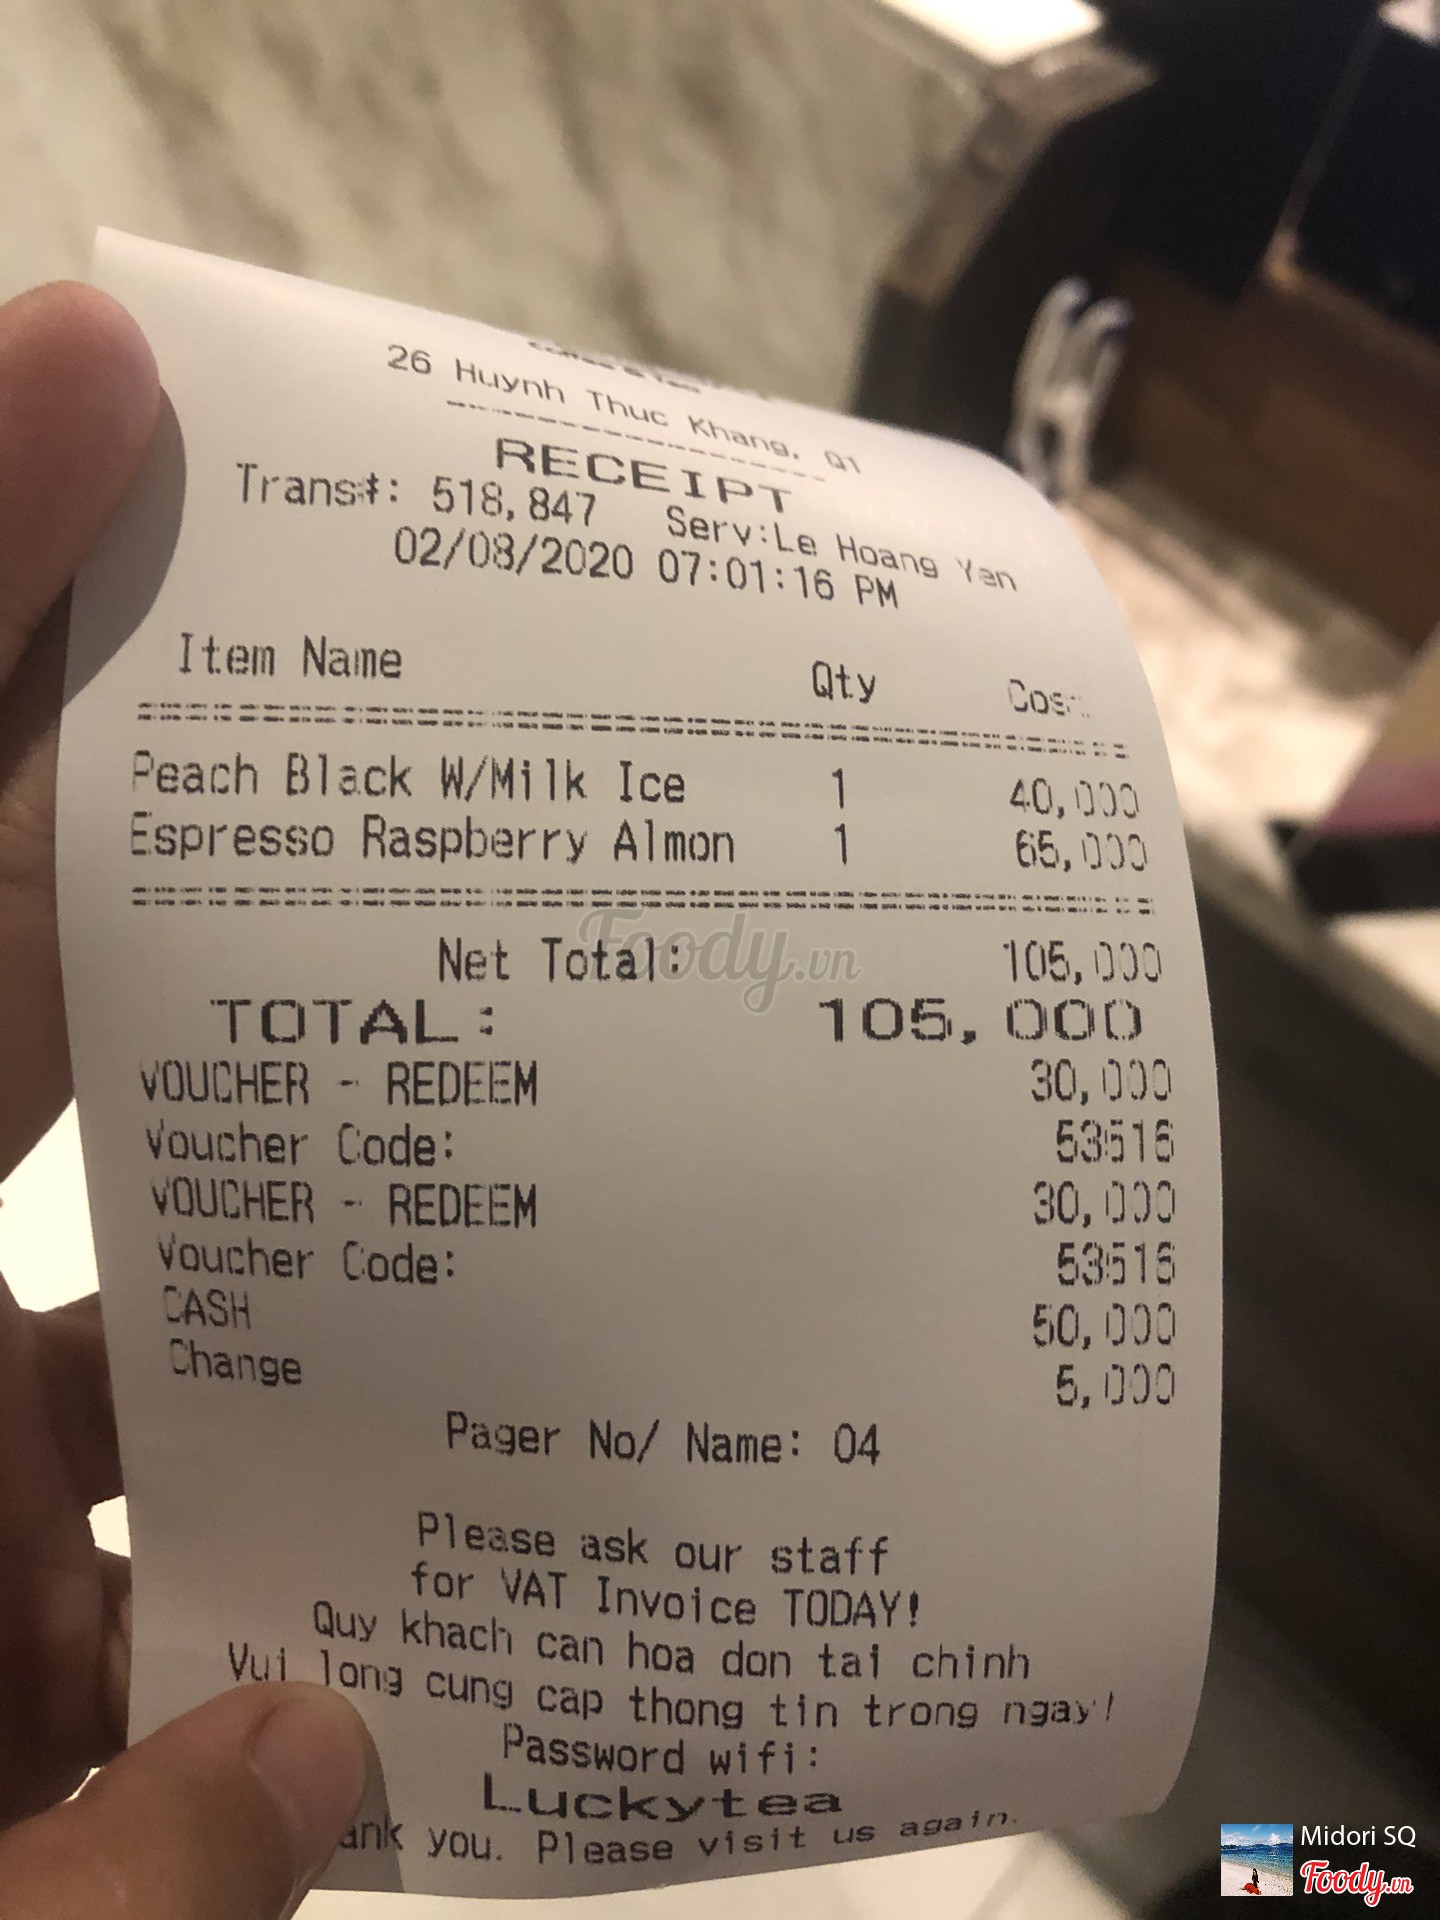 26 Huynh Thuc Khang, Q1
RECEIPT
Trans#: 518,847 Serv:Le Hoang Yen
02/08/2020 07:01:16 PM
Item Name Qty Cost
Peach Black W/Milk Ice 1 40,000
Espresso Raspberry Almon 1 65,000
Net Total: 105,000
TOTAL: 105,000
VOUCHER - REDEEM 30,000
Voucher Code: 53516
VOUCHER - REDEEM 30,000
Voucher Code: 53516
CASH 50,000
Change 5,000
Pager No/ Name: 04
Please ask our staff
for VAT Invoice TODAY!
Quy khach can hoa don tai chinh
Vui long cung cap thong tin trong ngay!
Password wifi:
Luckytea
ank you. Please visit us again.
Foody.vn
Midori SQ
Foody.vn